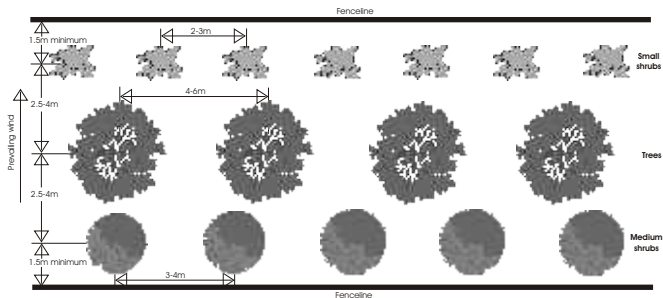 Fenceline
1.5m minimum
2-3m
Small
shrubs
2.5-4m
4-6m
Prevailing wind
Trees
2.5-4m
Medium
shrubs
1.5m minimum
3-4m
Fenceline